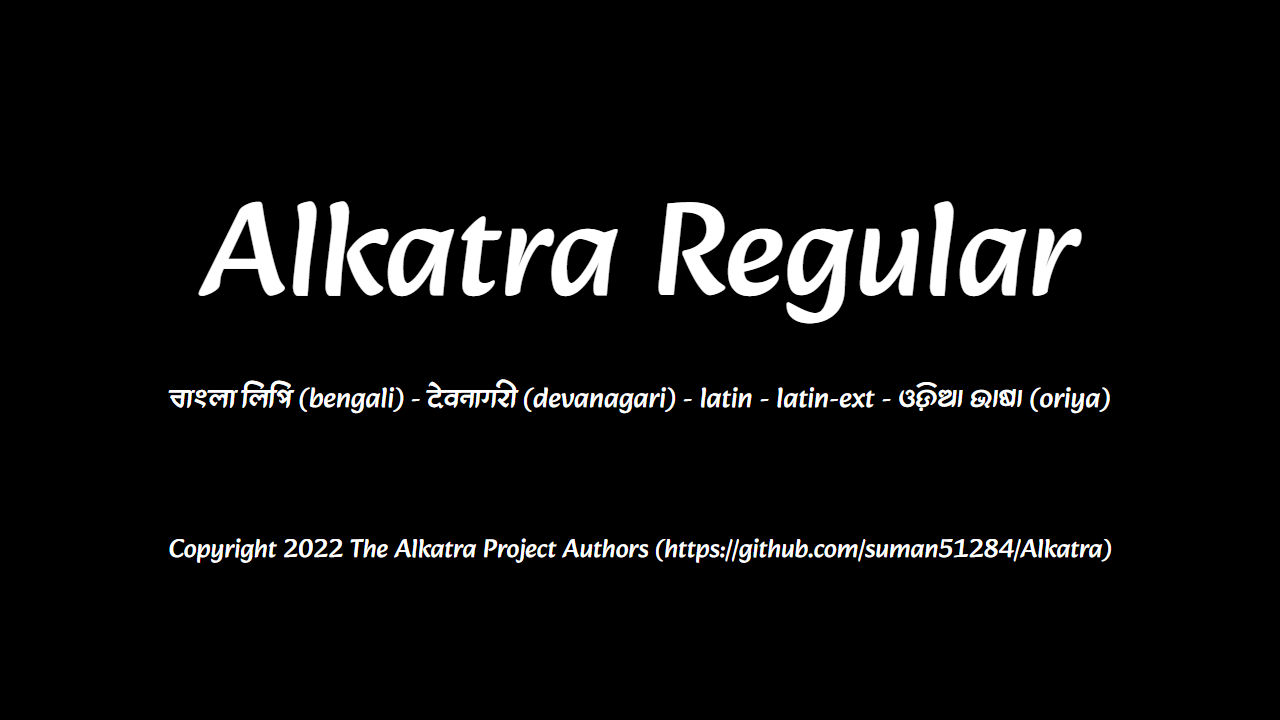 Alkatra Regular
বাংলা লিপি (bengali) - देवनागरी (devanagari) - latin - latin-ext - ଓଡ଼ିଆ ଭାଷା (oriya)
Copyright 2022 The Alkatra Project Authors (https://github.com/suman51284/Alkatra)